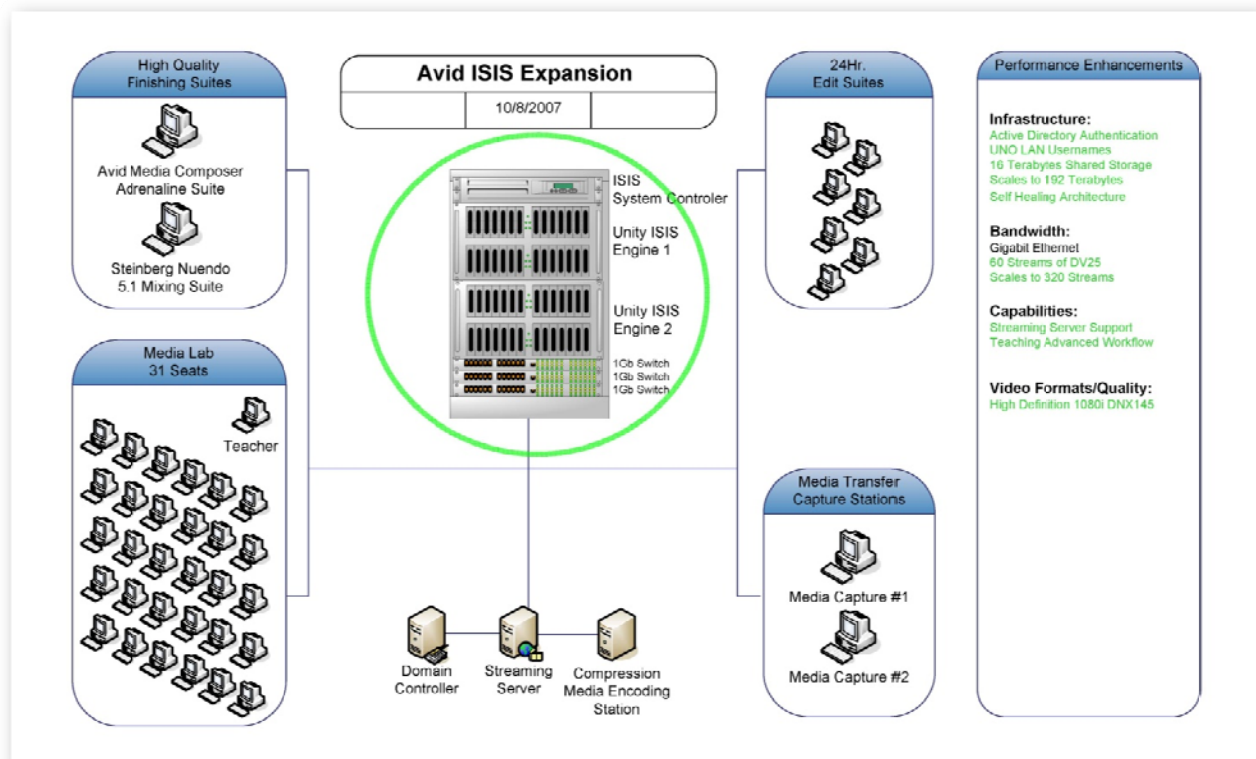 High Quality
Finishing Suites
Avid Media Composer
Adrenaline Suite
Steinberg Nuendo
5.1 Mixing Suite
Avid ISIS Expansion
10/8/2007
ISIS
System Controler
Unity ISIS
Engine 1
Unity ISIS
Engine 2
1Gb Switch
1Gb Switch
1Gb Switch
24Hr.
Edit Suites
Performance Enhancements
Infrastructure:
Active Directory Authentication
UNO LAN Usernames
16 Terabytes Shared Storage
Scales to 192 Terabytes
Self Healing Architecture
Bandwidth:
Gigabit Ethernet
60 Streams of DV25
Scales to 320 Streams
Capabilities:
Streaming Server Support
Teaching Advanced Workflow
Video Formats/Quality:
High Definition 1080i DNX145
Media Lab
31 Seats
Teacher
Media Transfer
Capture Stations
Media Capture #1
Media Capture #2
Domain
Controller
Streaming
Server
Compression
Media Encoding
Station